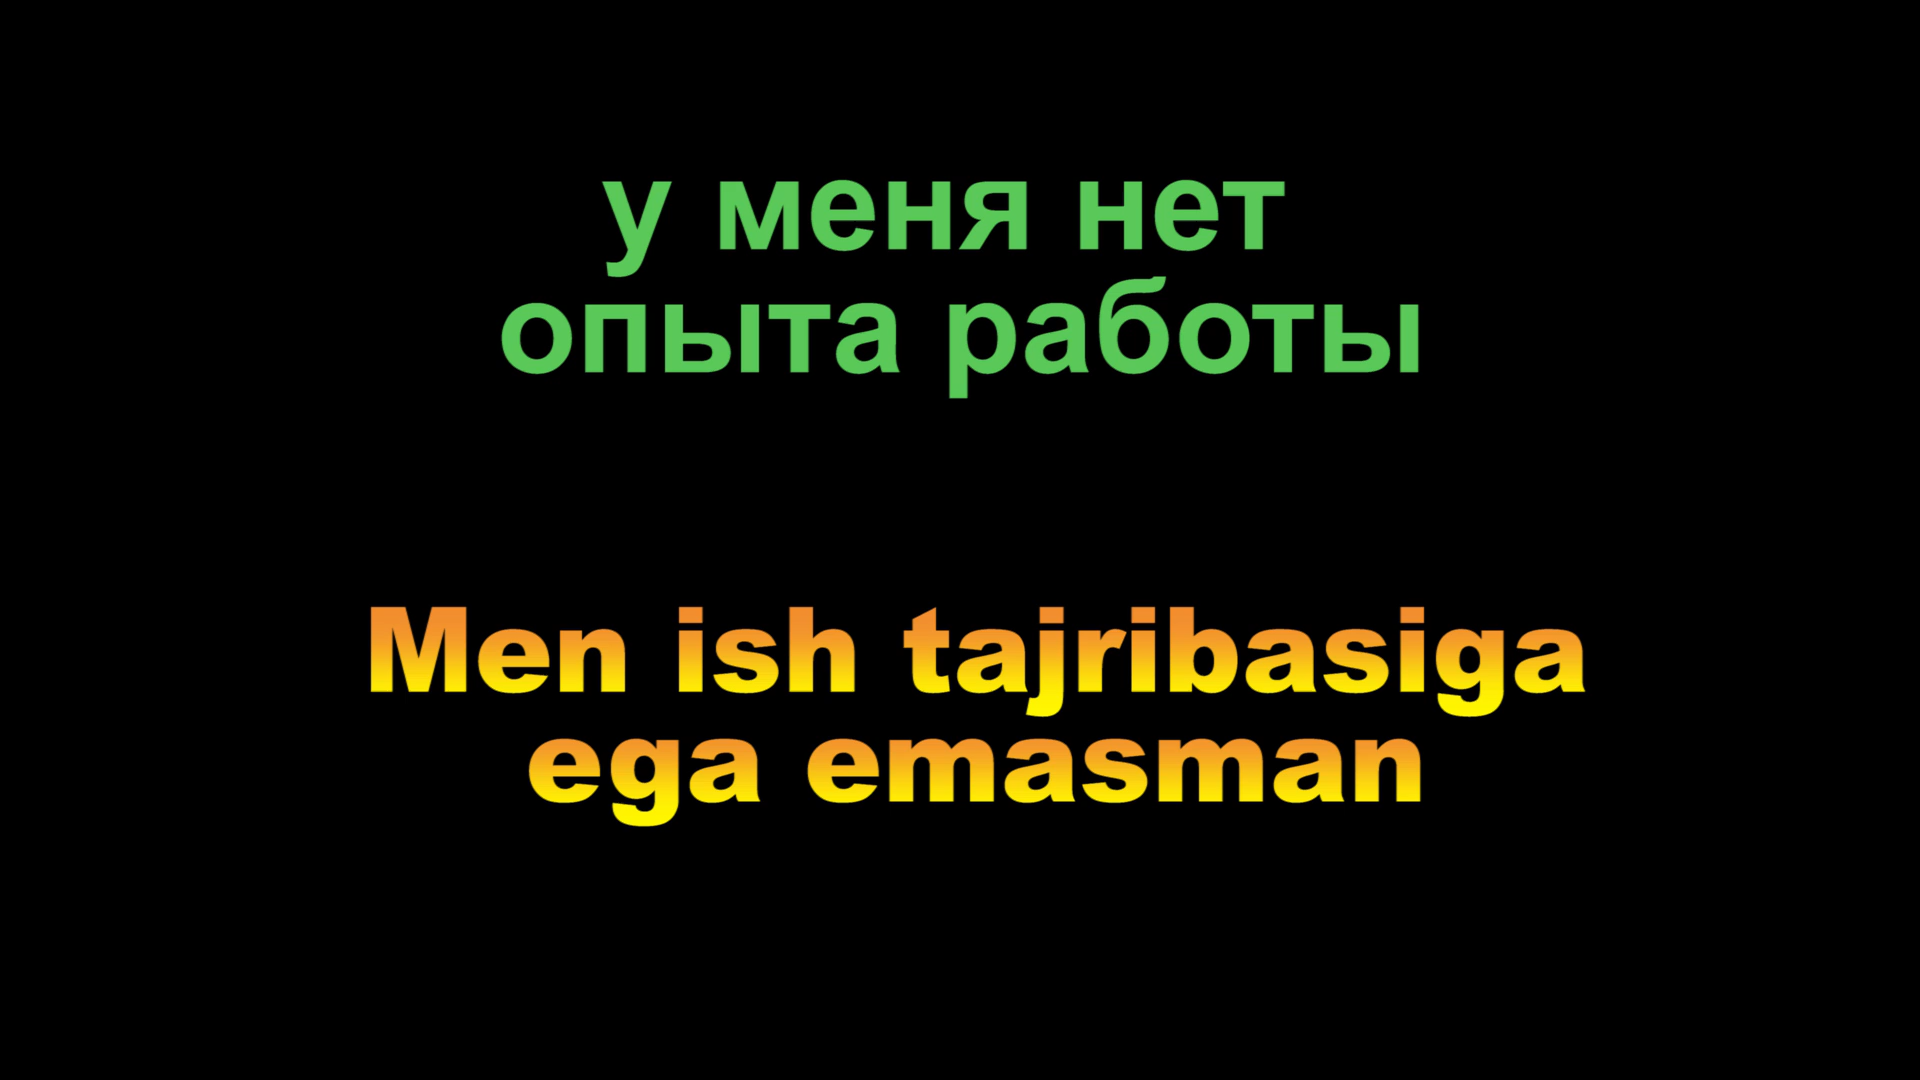 у меня нет
опыта работы
Men ish tajribasiga
ega emasman